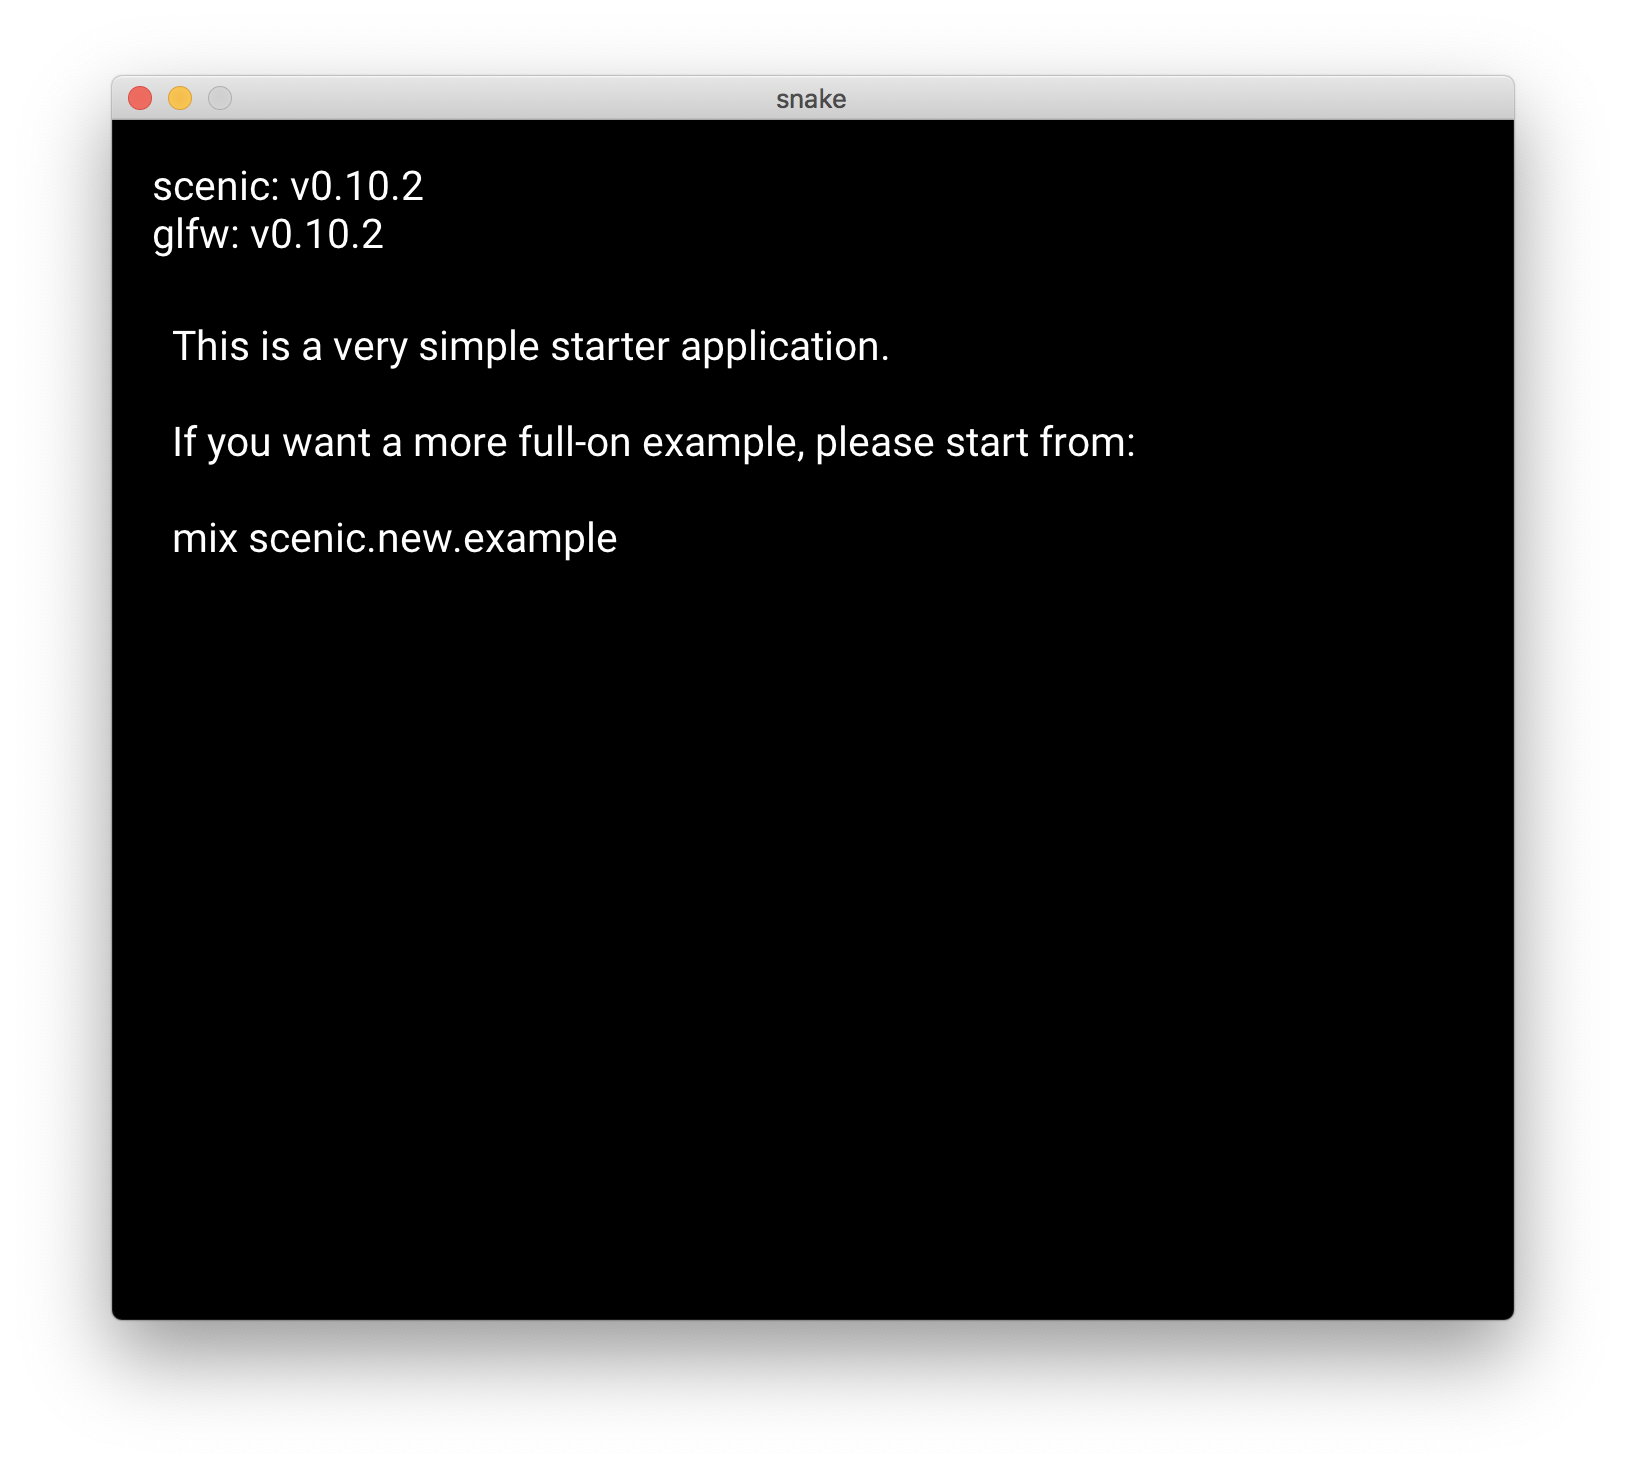 snake
scenic: v0.10.2
glfw: v0.10.2
This is a very simple starter application.
If you want a more full-on example, please start from:
mix scenic.new.example